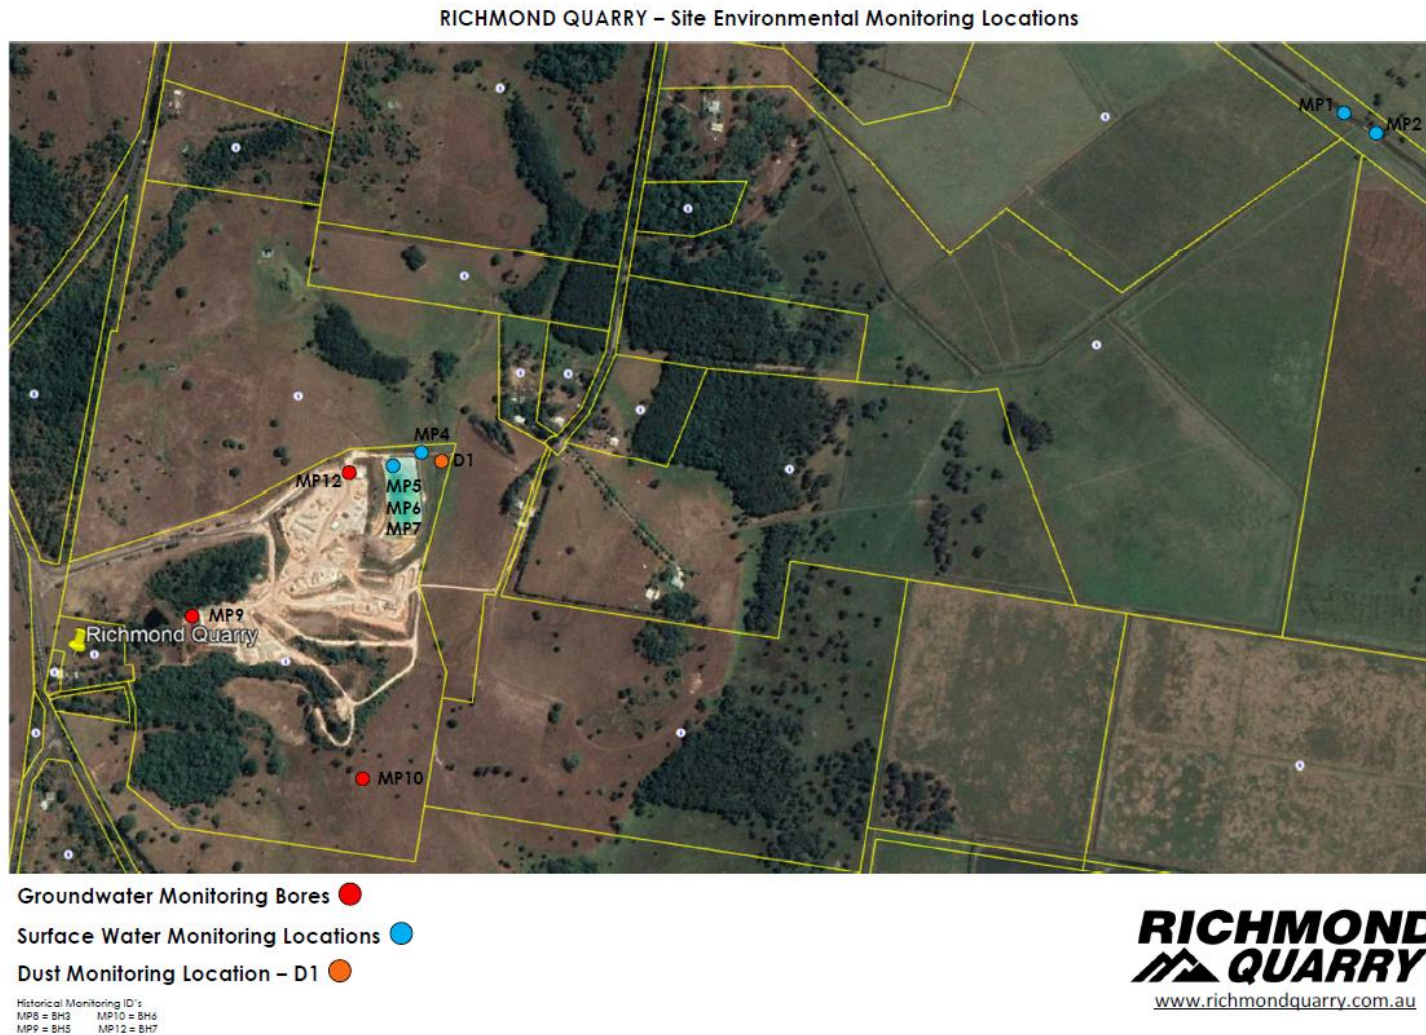 RICHMOND QUARRY – Site Environmental Monitoring Locations
MP1
MP2
MP4
D1
MP12
MP5
MP6
MP7
MP9
Richmond Quarry
MP10
Groundwater Monitoring Bores
Surface Water Monitoring Locations
Dust Monitoring Location – D1
Historical Monitoring ID's
MP8 = BH3 MP10 = BH6
MP9 = BH5 MP12 = BH7
RICHMOND
QUARRY
www.richmondquarry.com.au